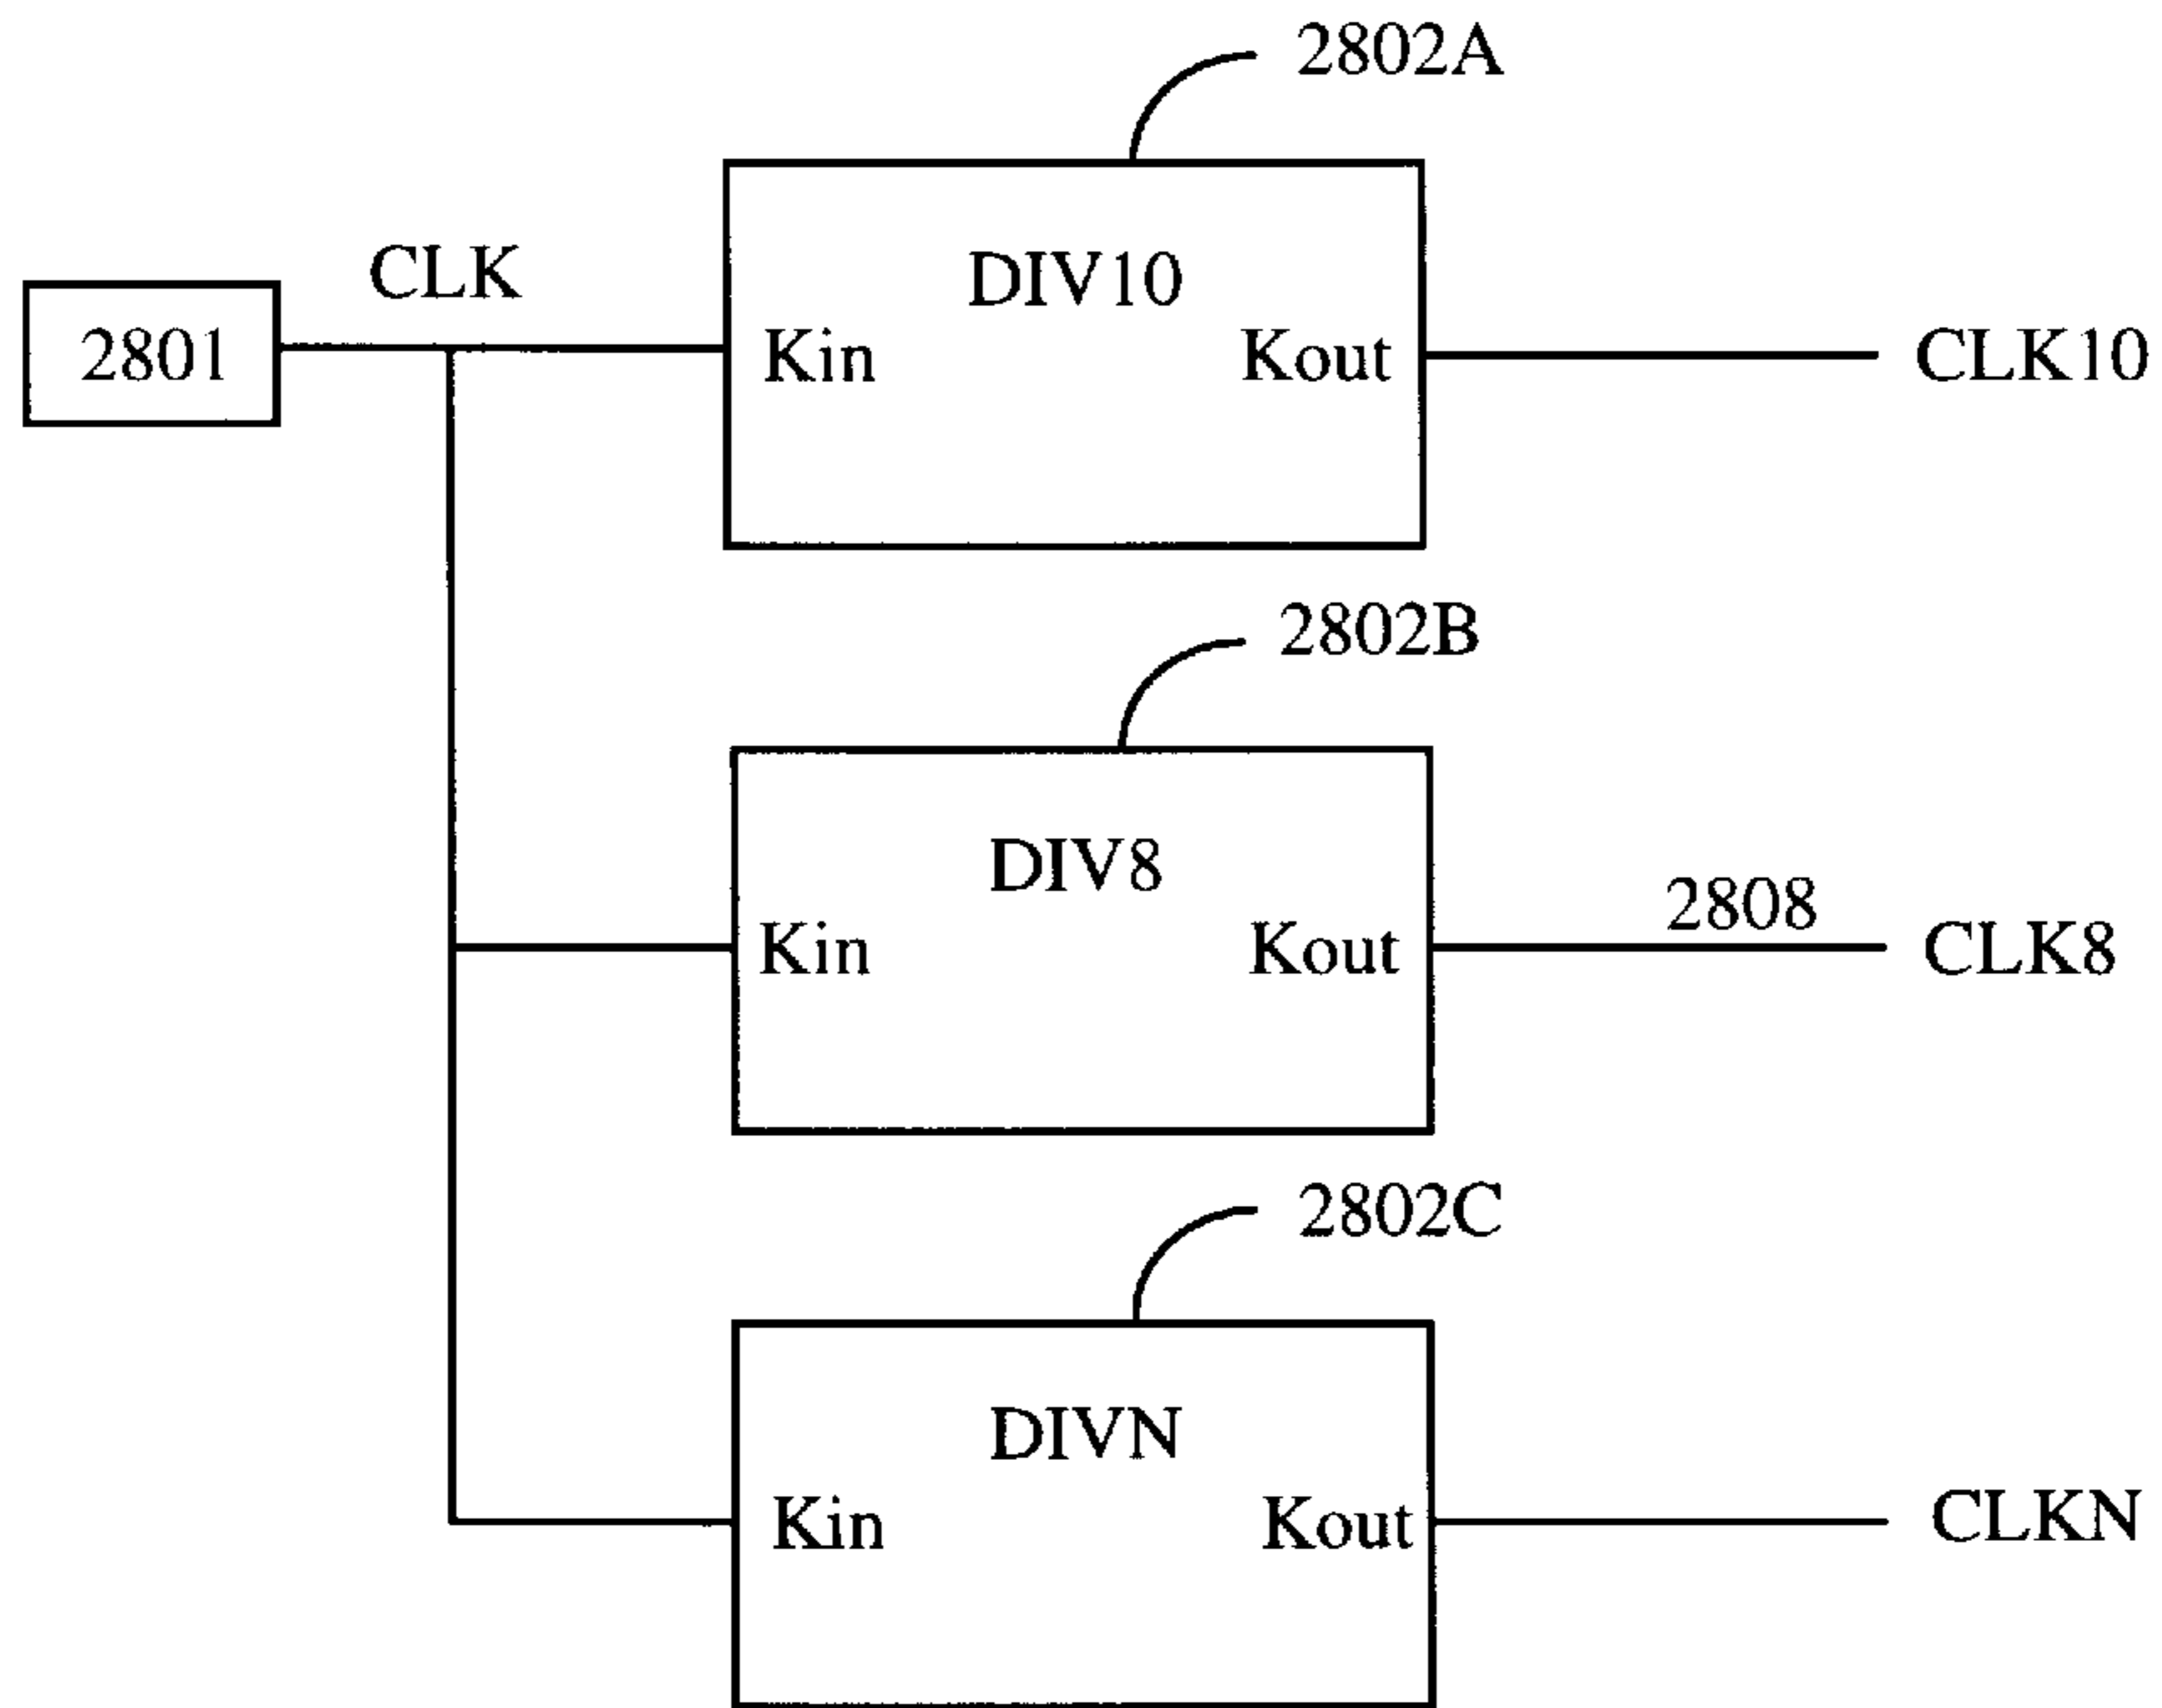 2802A
CLK
DIV10
2801
Kin
Kout
CLK10
2802B
DIV8
2808
Kin
Kout
CLK8
2802C
DIVN
Kin
Kout
CLKN